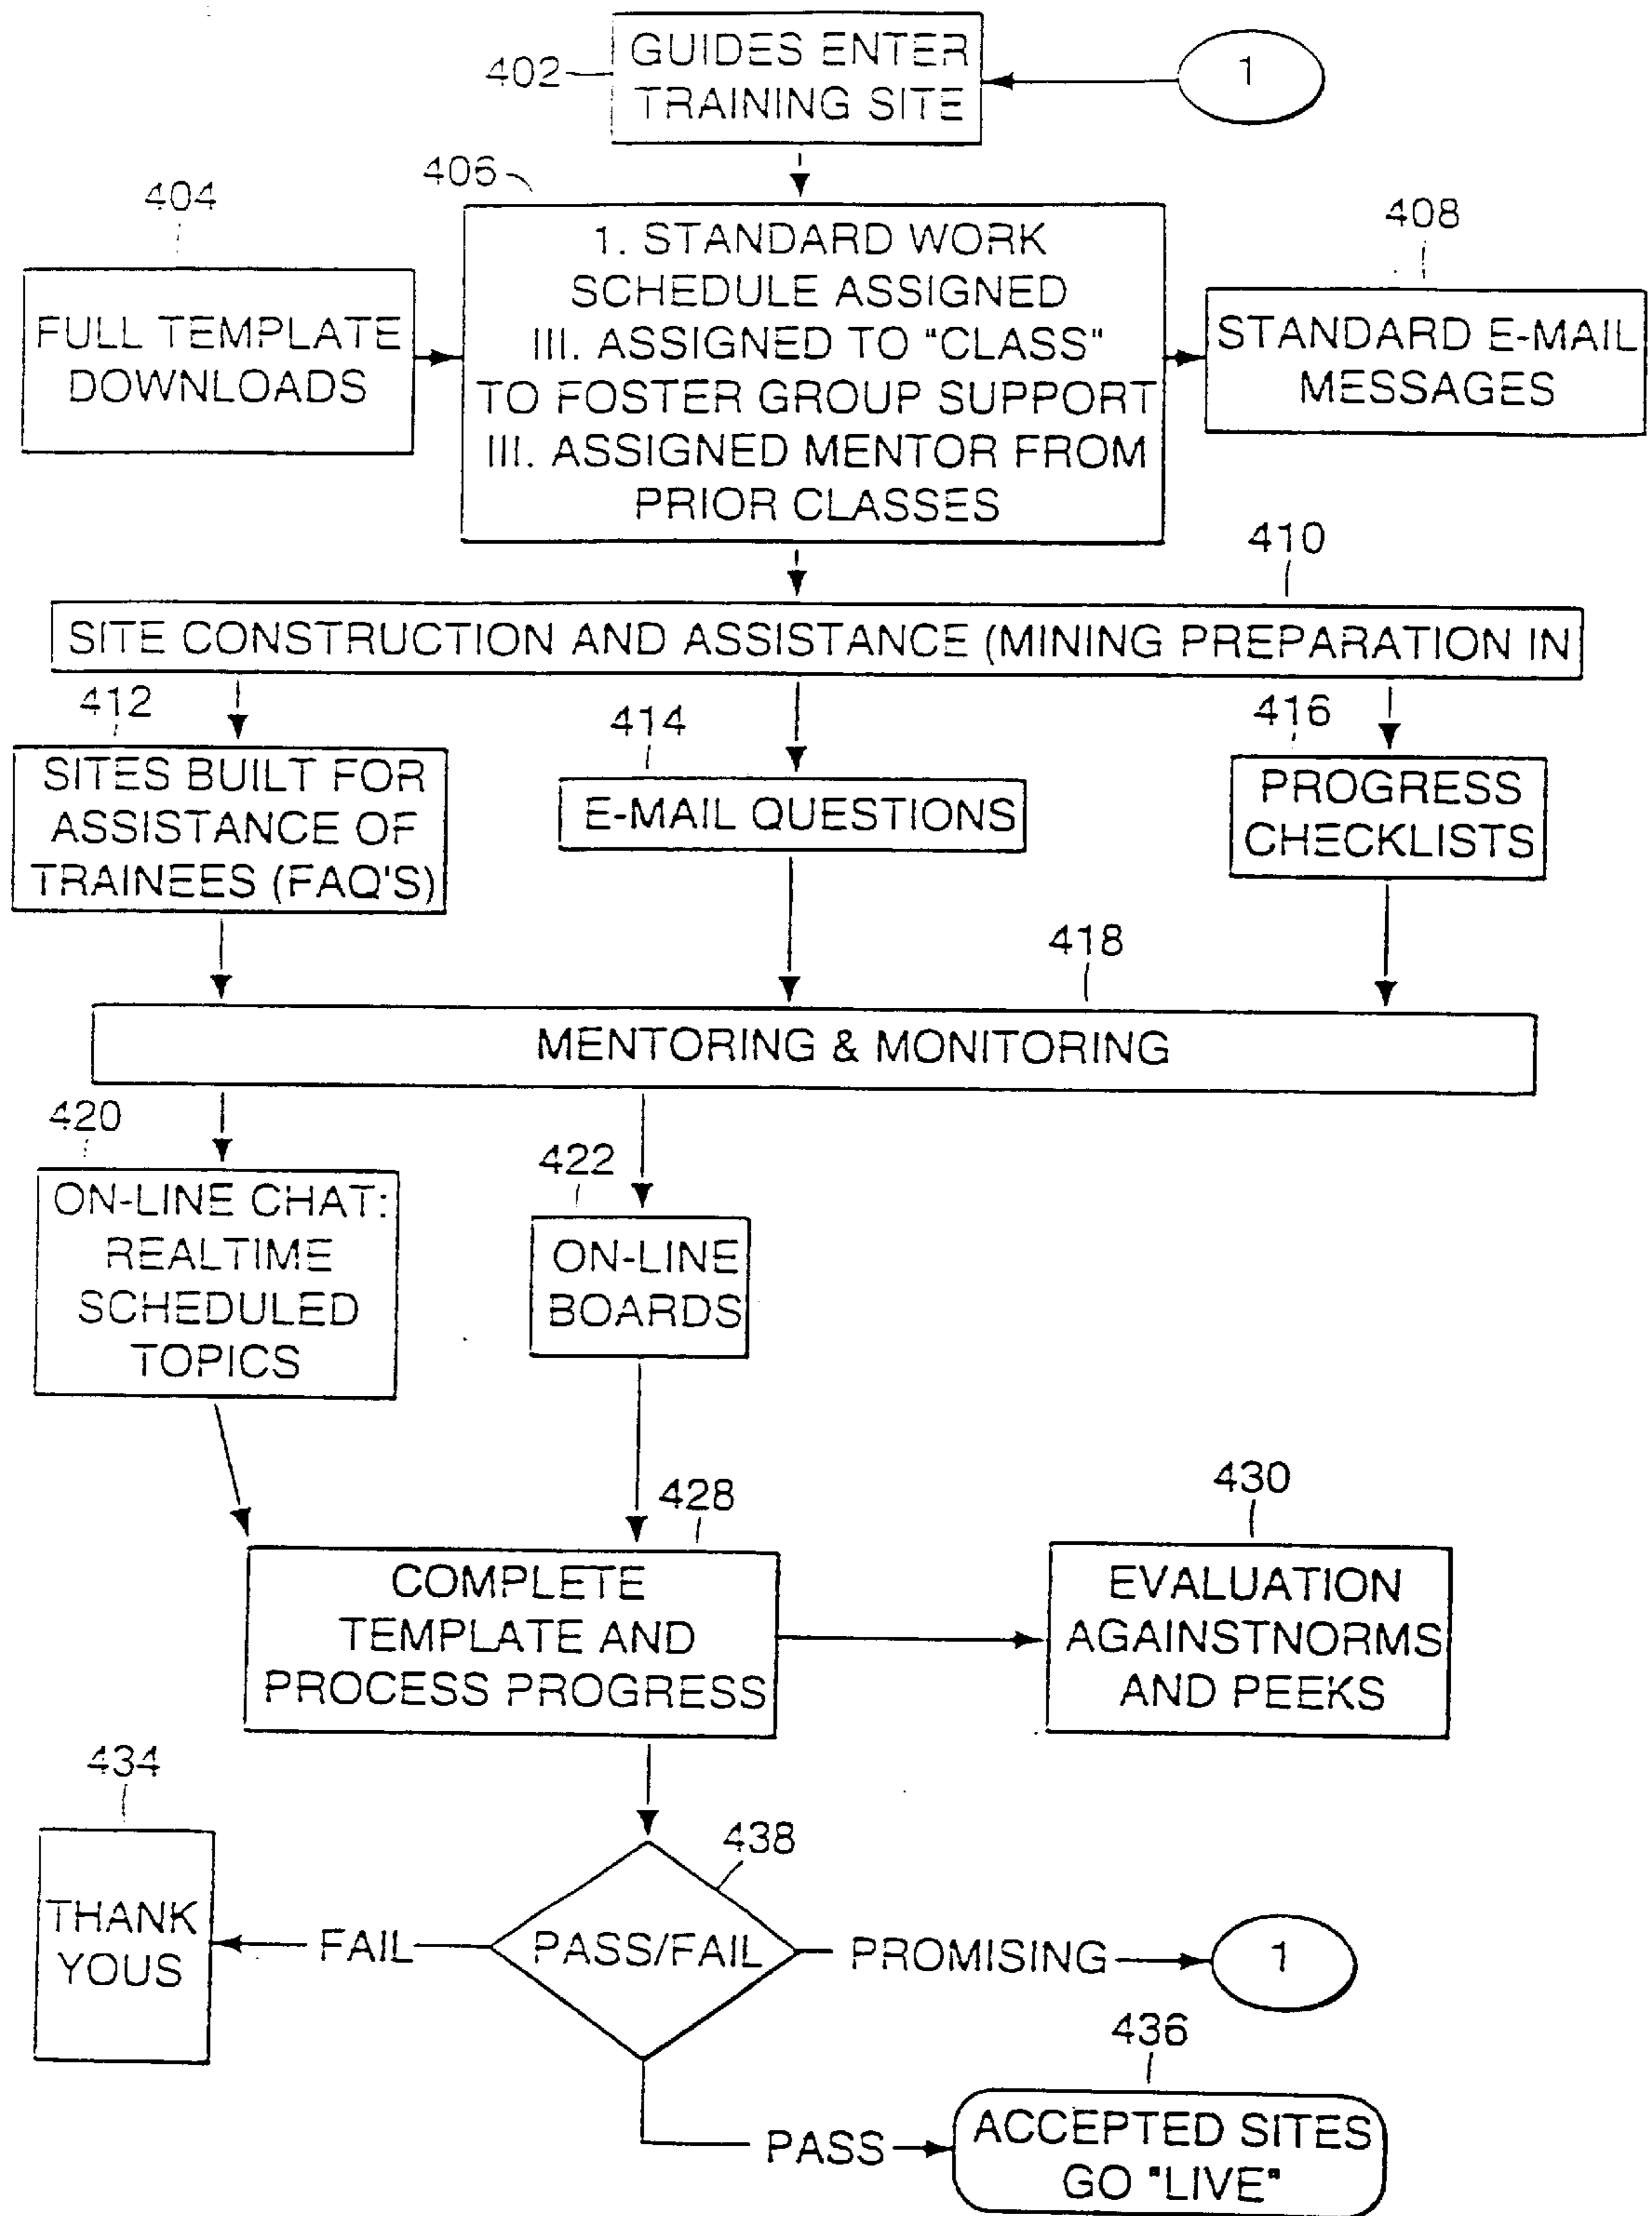 402
GUIDES ENTER
TRAINING SITE
1
406
404
408
1. STANDARD WORK
SCHEDULE ASSIGNED
III. ASSIGNED TO "CLASS"
TO FOSTER GROUP SUPPORT
III. ASSIGNED MENTOR FROM
PRIOR CLASSES
FULL TEMPLATE
DOWNLOADS
STANDARD E-MAIL
MESSAGES
410
SITE CONSTRUCTION AND ASSISTANCE (MINING PREPARATION IN
412
414
416
SITES BUILT FOR
ASSISTANCE OF
TRAINEES (FAQ'S)
E-MAIL QUESTIONS
PROGRESS
CHECKLISTS
418
MENTORING & MONITORING
420
422
ON-LINE CHAT:
REALTIME
SCHEDULED
TOPICS
ON-LINE
BOARDS
428
430
COMPLETE
TEMPLATE AND
PROCESS PROGRESS
EVALUATION
AGAINSTNORMS
AND PEEKS
434
438
THANK
YOUS
FAIL
PASS/FAIL
PROMISING
1
436
PASS
ACCEPTED SITES
GO "LIVE"